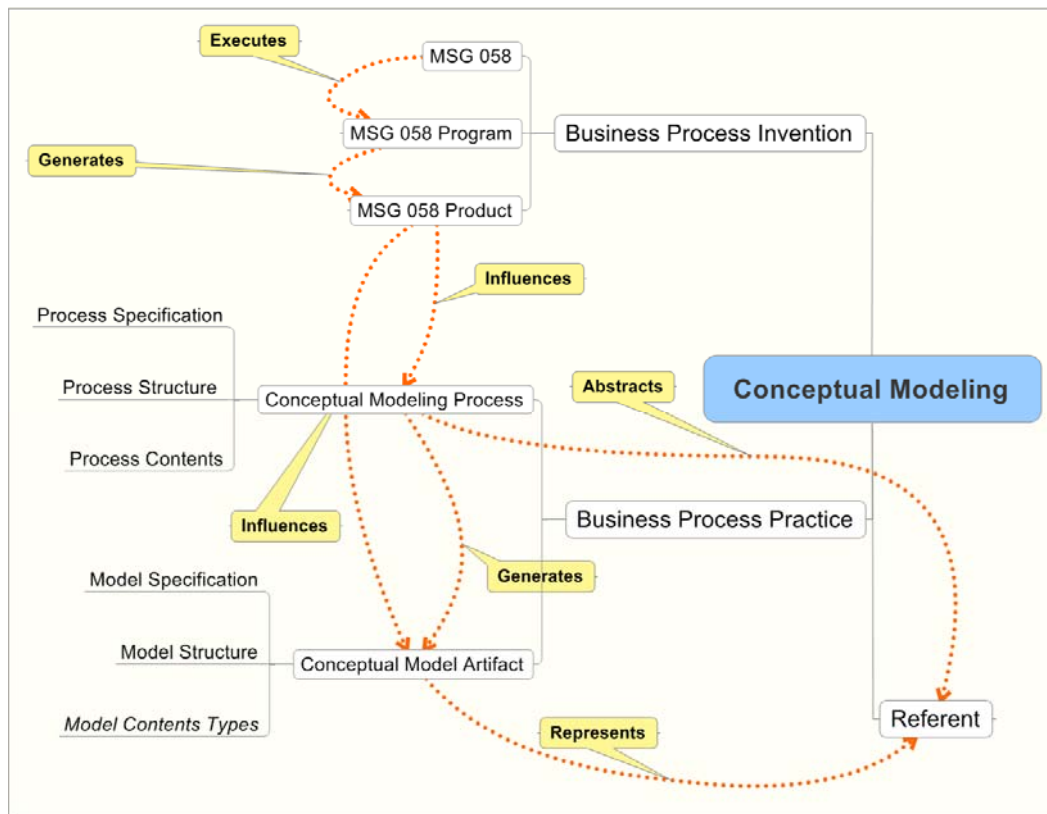 Executes
MSG 058
MSG 058 Program
Business Process Invention
Generates
MSG 058 Product
Influences
Process Specification
Process Structure
Conceptual Modeling Process
Abstracts
Conceptual Modeling
Process Contents
Influences
Business Process Practice
Generates
Model Specification
Model Structure
Conceptual Model Artifact
Model Contents Types
Represents
Referent